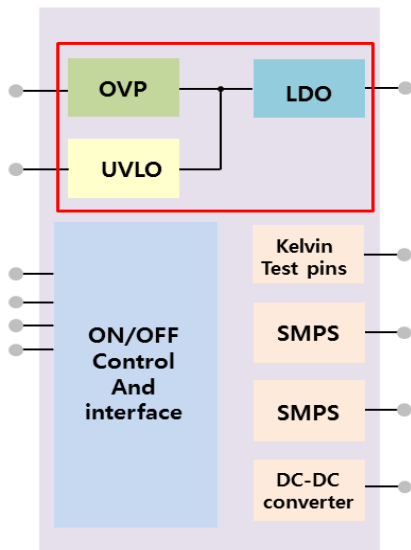 OVP
LDO
UVLO
Kelvin
Test pins
ON/OFF
Control
And
interface
SMPS
SMPS
DC-DC
converter